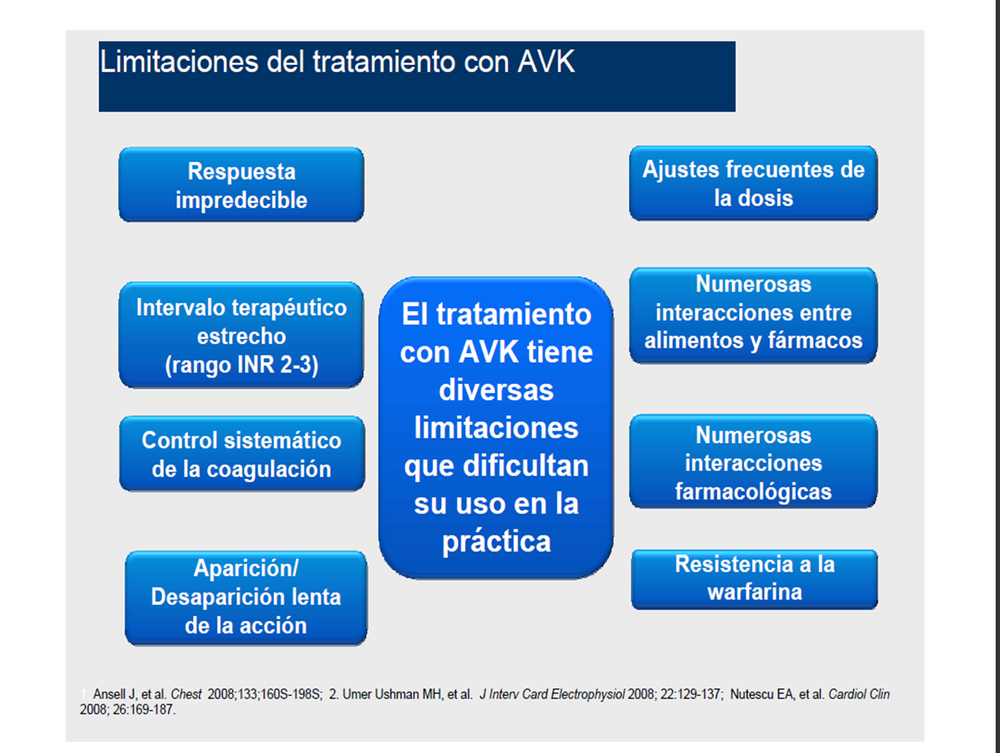 Limitaciones del tratamiento con AVK
Respuesta
impredecible
Intervalo terapéutico
estrecho
(rango INR 2-3)
Control sistemático
de la coagulación
Aparición/
Desaparición lenta
de la acción
El tratamiento
con AVK tiene
diversas
limitaciones
que dificultan
su uso en la
práctica
Ajustes frecuentes de
la dosis
Numerosas
interacciones entre
alimentos y fármacos
Numerosas
interacciones
farmacológicas
Resistencia a la
warfarina
1. Ansell J, et al. Chest 2008;133;160S-198S; 2. Umer Ushman MH, et al. J Interv Card Electrophysiol 2008; 22:129-137; Nutescu EA, et al. Cardiol Clin
2008; 26:169-187.